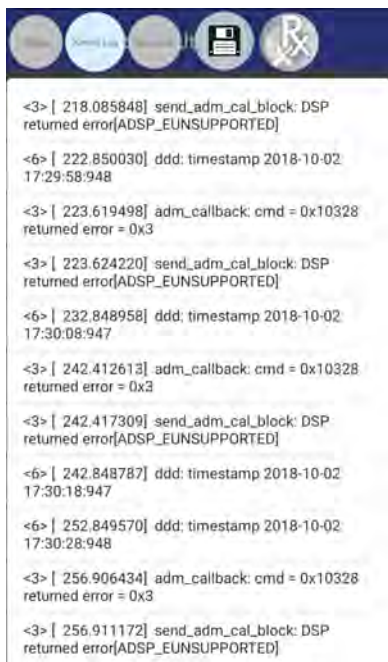 <3> [ 218.085848] send_adm_cal_block: DSP
returned error[ADSP_EUNSUPPORTED]
<6> [ 222.850030] ddd: timestamp 2018-10-02
17:29:58:948
<3> [ 223.619498] adm_callback: cmd = 0x10328
returned error = 0x3
<3> [ 223.624220] send_adm_cal_block: DSP
returned error[ADSP_EUNSUPPORTED]
<6> [ 232.848958] ddd: timestamp 2018-10-02
17:30:08:947
<3> [ 242.412613] adm_callback: cmd = 0x10328
returned error = 0x3
<3> [ 242.417309] send_adm_cal_block: DSP
returned error[ADSP_EUNSUPPORTED]
<6> [ 242.848787] ddd: timestamp 2018-10-02
17:30:18:947
<6> [ 252.849570] ddd: timestamp 2018-10-02
17:30:28:948
<3> [ 256.906434] adm_callback: cmd = 0x10328
returned error = 0x3
<3> [ 256.911172] send_adm_cal_block: DSP
returned error[ADSP_EUNSUPPORTED]